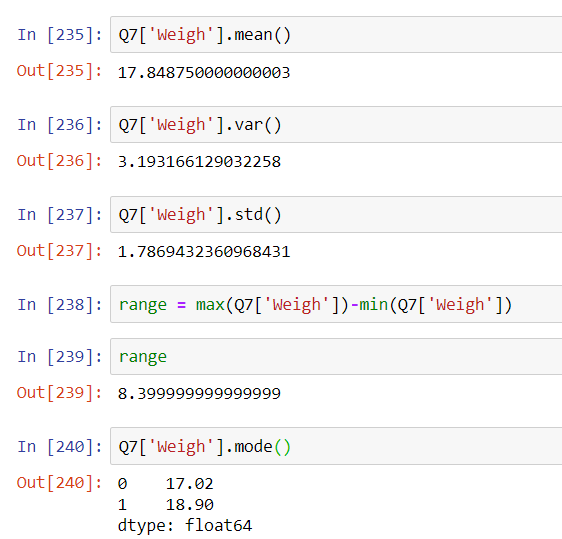 In [235]: Q7['Weigh'].mean()
Out[235]: 17.848750000000003
In [236]: Q7['Weigh'].var()
Out[236]: 3.193166129032258
In [237]: Q7['Weigh'].std()
Out[237]: 1.7869432360968431
In [238]: range = max(Q7['Weigh'])-min(Q7['Weigh'])
In [239]: range
Out[239]: 8.399999999999999
In [240]: Q7['Weigh'].mode()
Out[240]: 0    17.02
1    18.90
dtype: float64